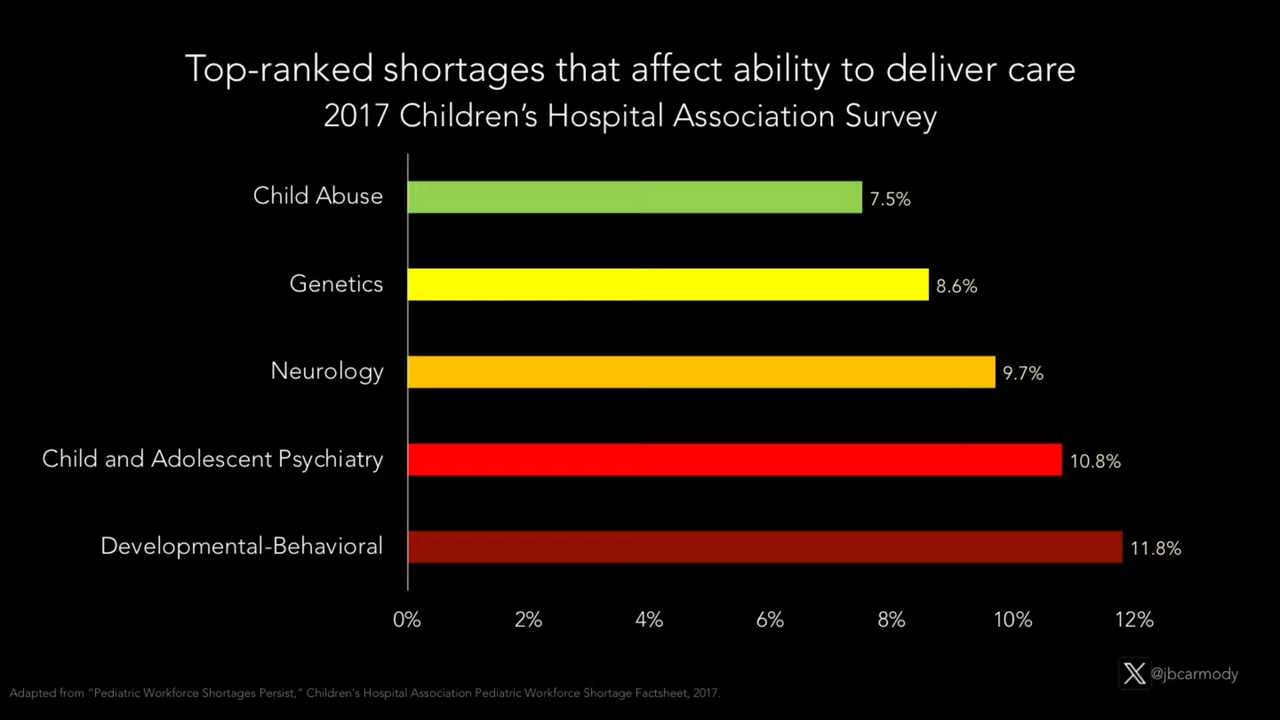 Top-ranked shortages that affect ability to deliver care
2017 Children’s Hospital Association Survey
Child Abuse
7.5%
Genetics
8.6%
Neurology
9.7%
Child and Adolescent Psychiatry
10.8%
Developmental-Behavioral
11.8%
0% 2% 4% 6% 8% 10% 12%
X @jbcarmody
Adapted from “Pediatric Workforce Shortages Persist,” Children’s Hospital Association Pediatric Workforce Shortage Factsheet, 2017.